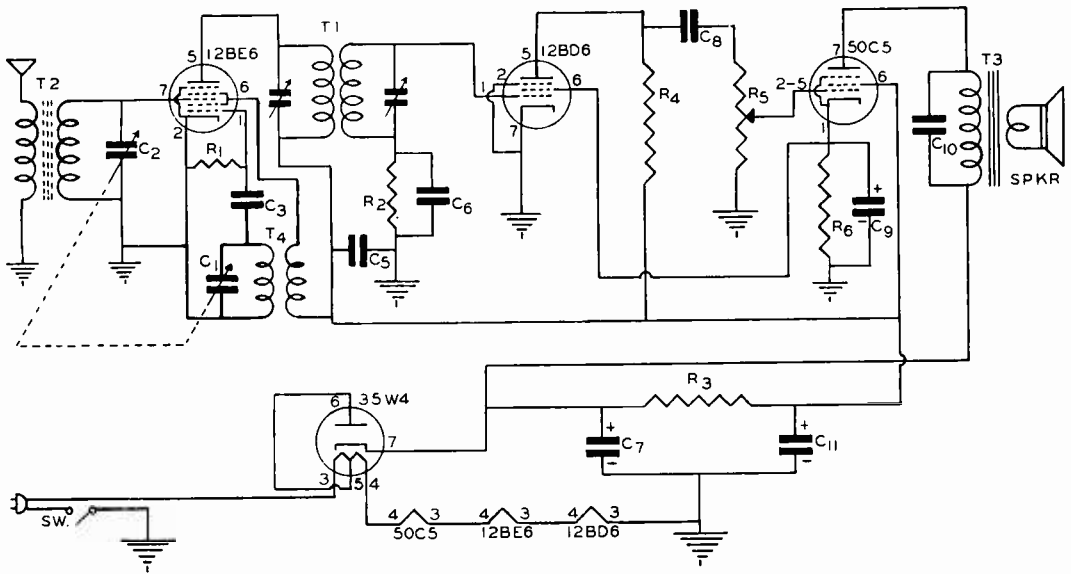 T2
C2
5
12BE6
7
6
1
2
R1
C3
T4
C1
T1
R2
C6
C5
5
12BD6
1
2
6
7
R4
C8
R5
50C5
7
2-5
6
1
R6
+
-
C9
T3
C10
SPKR
6
35W4
7
3
5
4
SW.
R3
+
C7
-
+
C11
-
4 3
50C5
4 3
12BE6
4 3
12BD6